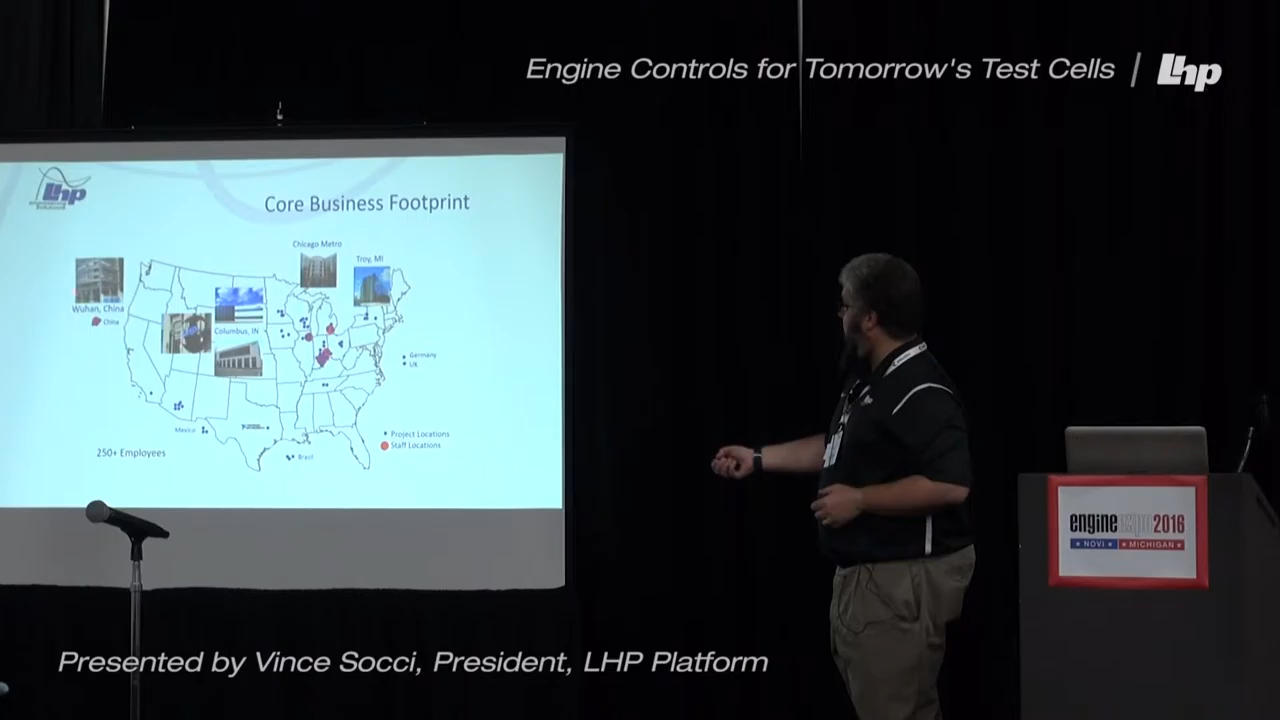 Engine Controls for Tomorrow's Test Cells | Lhp
Lhp
Core Business Footprint
Chicago Metro
Troy, MI
Wuhan, China
China
Columbus, IN
Germany
UK
Mexico
Project Locations
Staff Locations
250+ Employees
Brazil
engine expo 2016
NOVI MICHIGAN
Presented by Vince Socci, President, LHP Platform